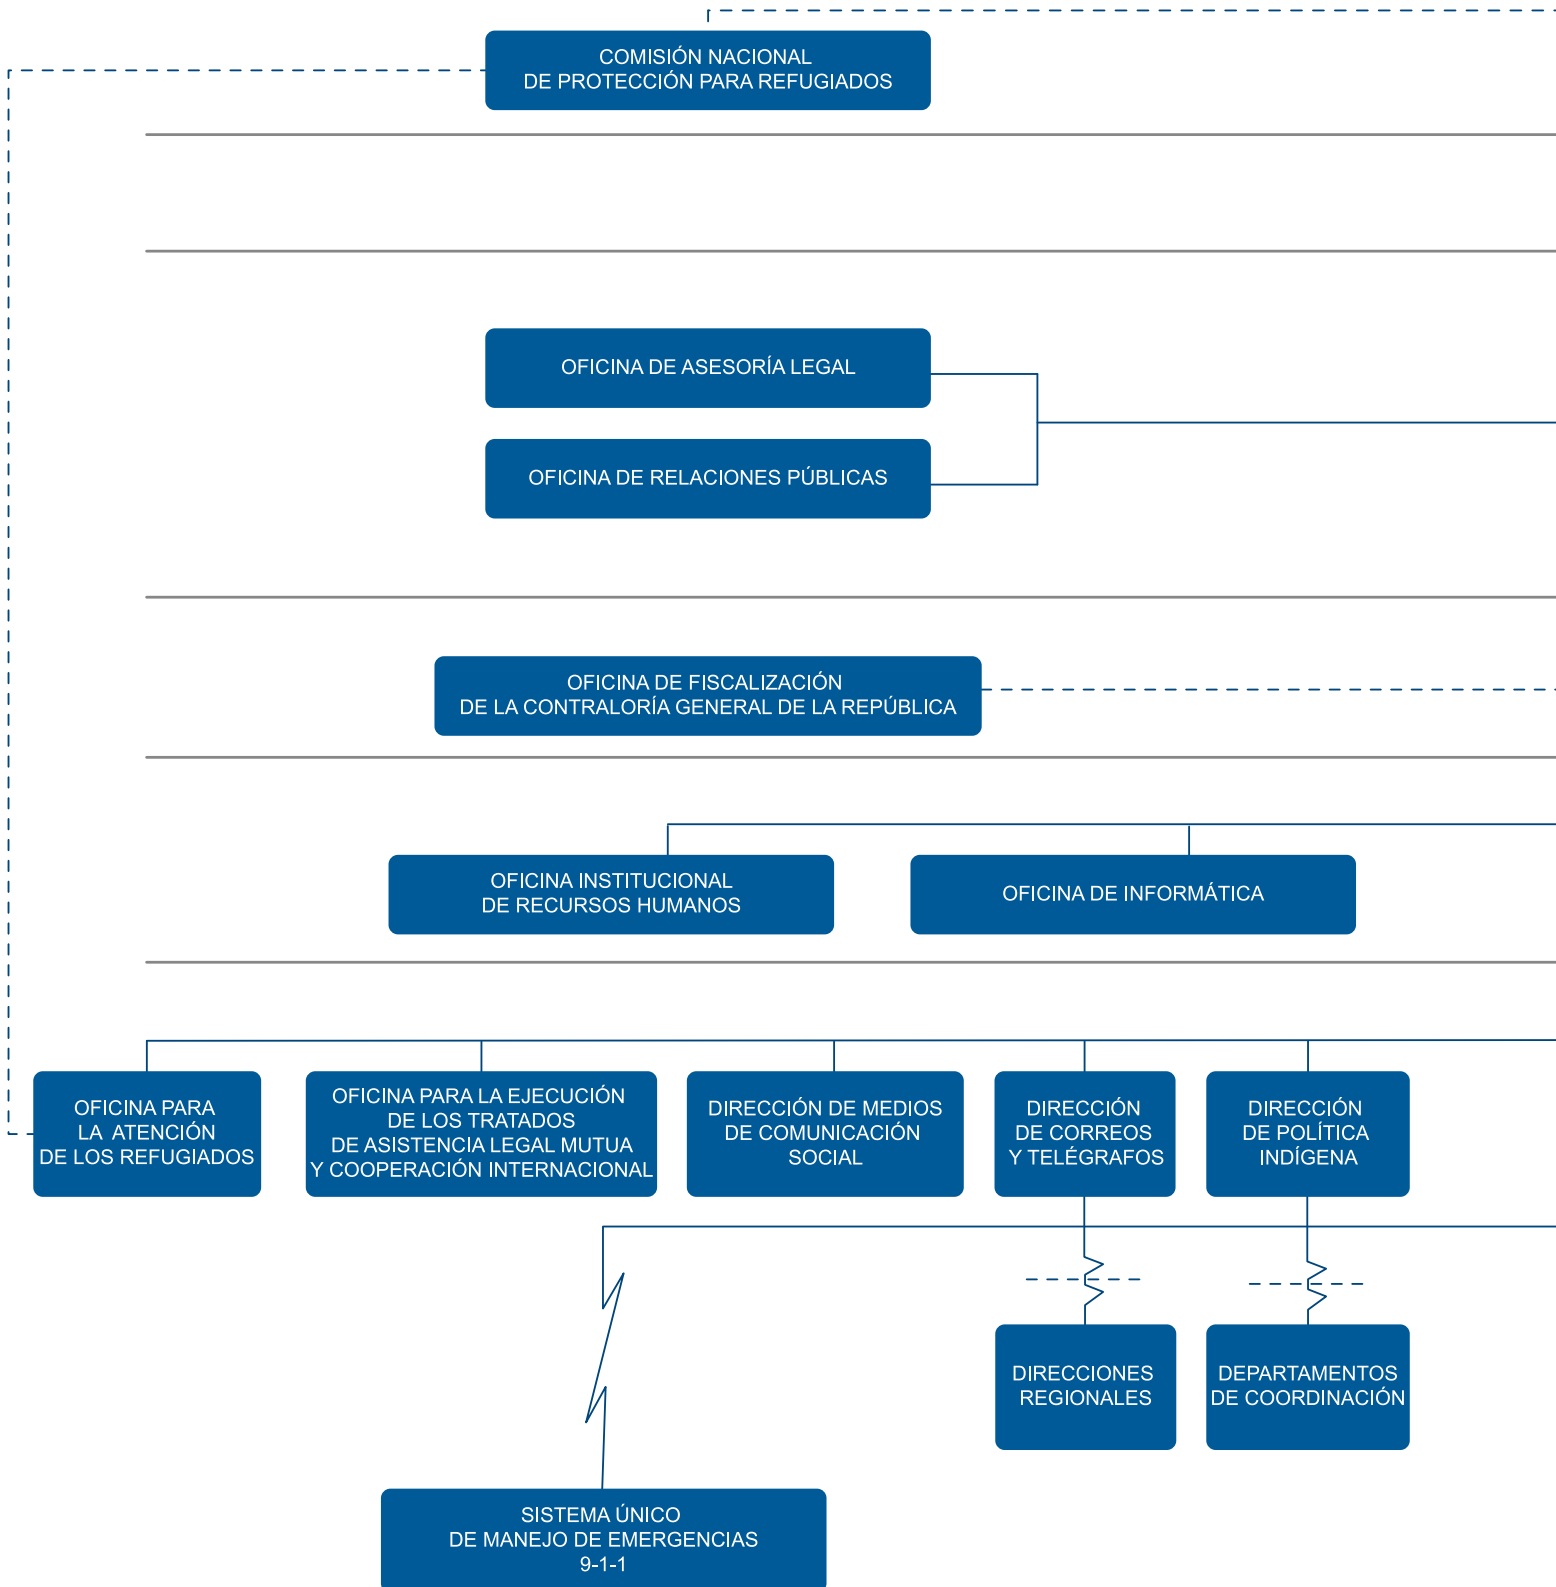 COMISIÓN NACIONAL
DE PROTECCIÓN PARA REFUGIADOS
OFICINA DE ASESORÍA LEGAL
OFICINA DE RELACIONES PÚBLICAS
OFICINA DE FISCALIZACIÓN
DE LA CONTRALORÍA GENERAL DE LA REPÚBLICA
OFICINA INSTITUCIONAL
DE RECURSOS HUMANOS
OFICINA DE INFORMÁTICA
OFICINA PARA
LA ATENCIÓN
DE LOS REFUGIADOS
OFICINA PARA LA EJECUCIÓN
DE LOS TRATADOS
DE ASISTENCIA LEGAL MUTUA
Y COOPERACIÓN INTERNACIONAL
DIRECCIÓN DE MEDIOS
DE COMUNICACIÓN
SOCIAL
DIRECCIÓN
DE CORREOS
Y TELÉGRAFOS
DIRECCIÓN
DE POLÍTICA
INDÍGENA
DIRECCIONES
REGIONALES
DEPARTAMENTOS
DE COORDINACIÓN
SISTEMA ÚNICO
DE MANEJO DE EMERGENCIAS
9-1-1